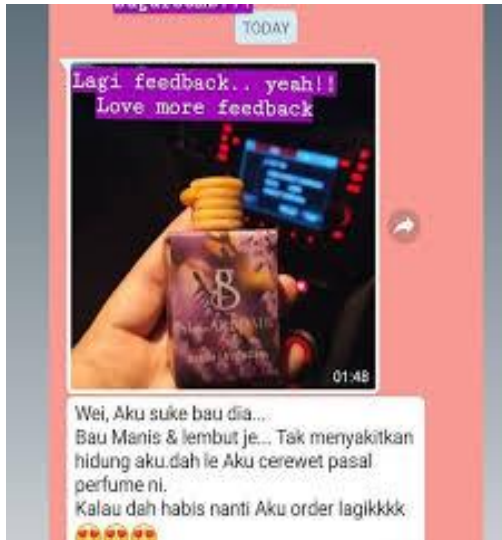 TODAY
Lagi feedback.. yeah!!
Love more feedback
01:48
Wei, Aku suke bau dia...
Bau Manis & lembut je... Tak menyakitkan
hidung aku.dah le Aku cerewet pasal
perfume ni.
Kalau dah habis nanti Aku order lagikkkk